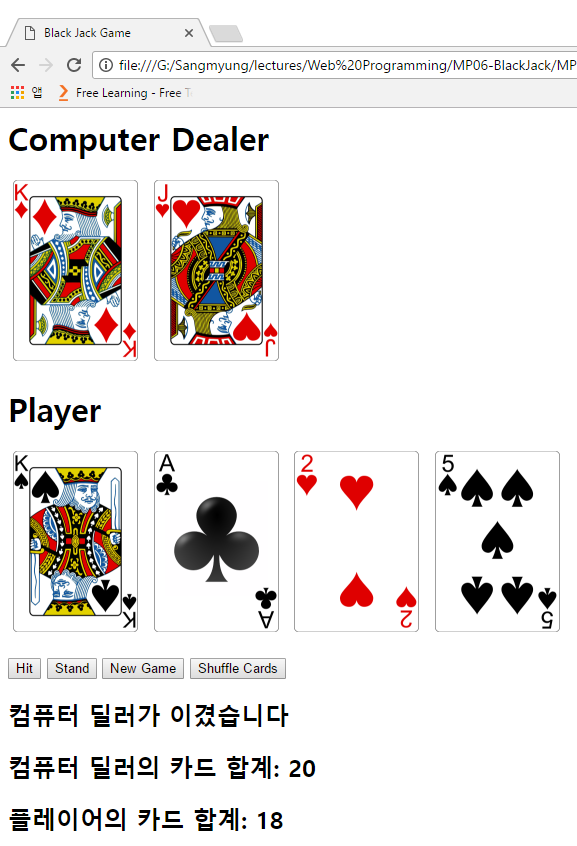 Black Jack Game
file:///G:/Sangmyung/lectures/Web%20Programming/MP06-BlackJack/MP
앱 Free Learning - Free T
Computer Dealer
K J
K J
Player
K A 2 5
K A 2 5
Hit Stand New Game Shuffle Cards
컴퓨터 딜러가 이겼습니다
컴퓨터 딜러의 카드 합계: 20
플레이어의 카드 합계: 18